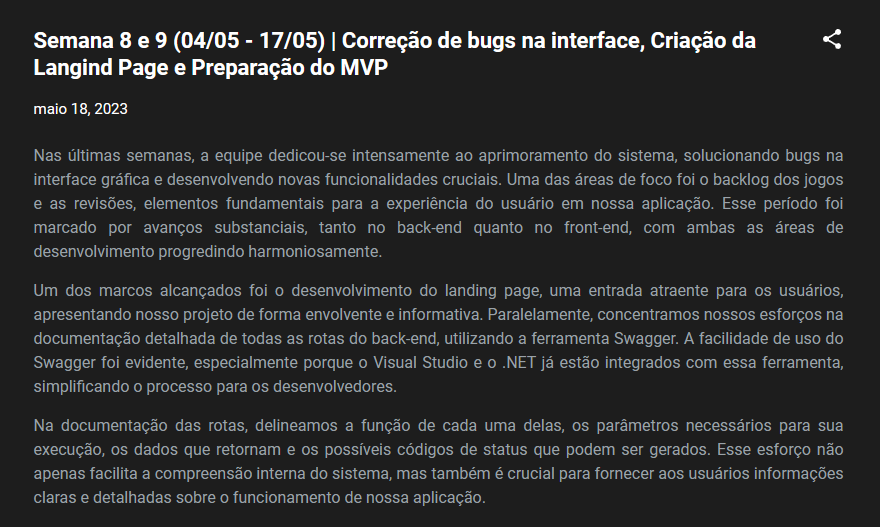 Semana 8 e 9 (04/05 - 17/05) | Correção de bugs na interface, Criação da
Langind Page e Preparação do MVP
maio 18, 2023
Nas últimas semanas, a equipe dedicou-se intensamente ao aprimoramento do sistema, solucionando bugs na
interface gráfica e desenvolvendo novas funcionalidades cruciais. Uma das áreas de foco foi o backlog dos jogos
e as revisões, elementos fundamentais para a experiência do usuário em nossa aplicação. Esse período foi
marcado por avanços substanciais, tanto no back-end quanto no front-end, com ambas as áreas de
desenvolvimento progredindo harmoniosamente.
Um dos marcos alcançados foi o desenvolvimento do landing page, uma entrada atraente para os usuários,
apresentando nosso projeto de forma envolvente e informativa. Paralelamente, concentramos nossos esforços na
documentação detalhada de todas as rotas do back-end, utilizando a ferramenta Swagger. A facilidade de uso do
Swagger foi evidente, especialmente porque o Visual Studio e o .NET já estão integrados com essa ferramenta,
simplificando o processo para os desenvolvedores.
Na documentação das rotas, delineamos a função de cada uma delas, os parâmetros necessários para sua
execução, os dados que retornam e os possíveis códigos de status que podem ser gerados. Esse esforço não
apenas facilita a compreensão interna do sistema, mas também é crucial para fornecer aos usuários informações
claras e detalhadas sobre o funcionamento de nossa aplicação.